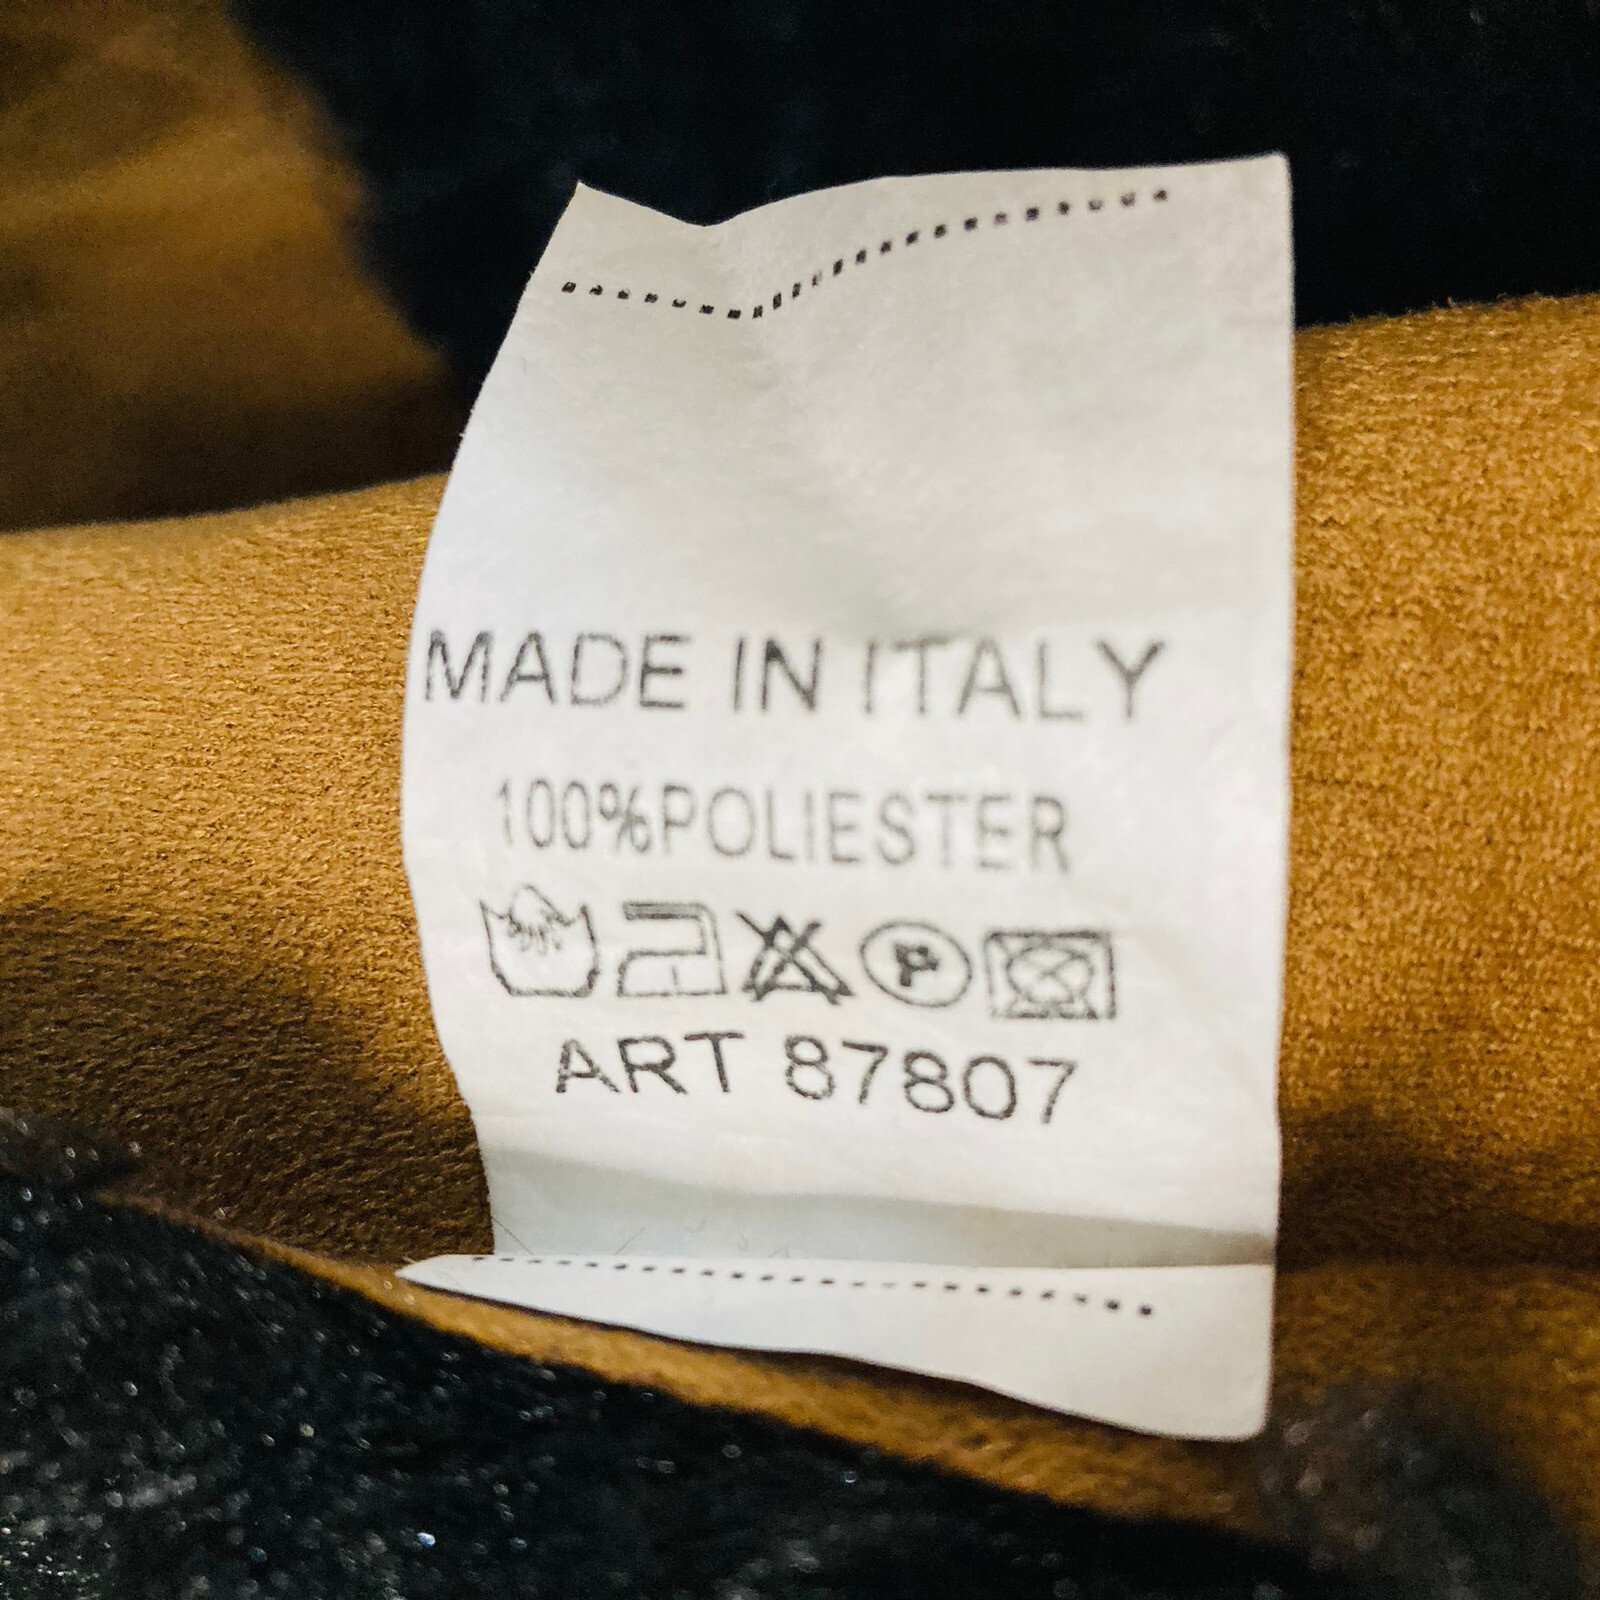 MADE IN ITALY
100%POLIESTER
P
ART 87807